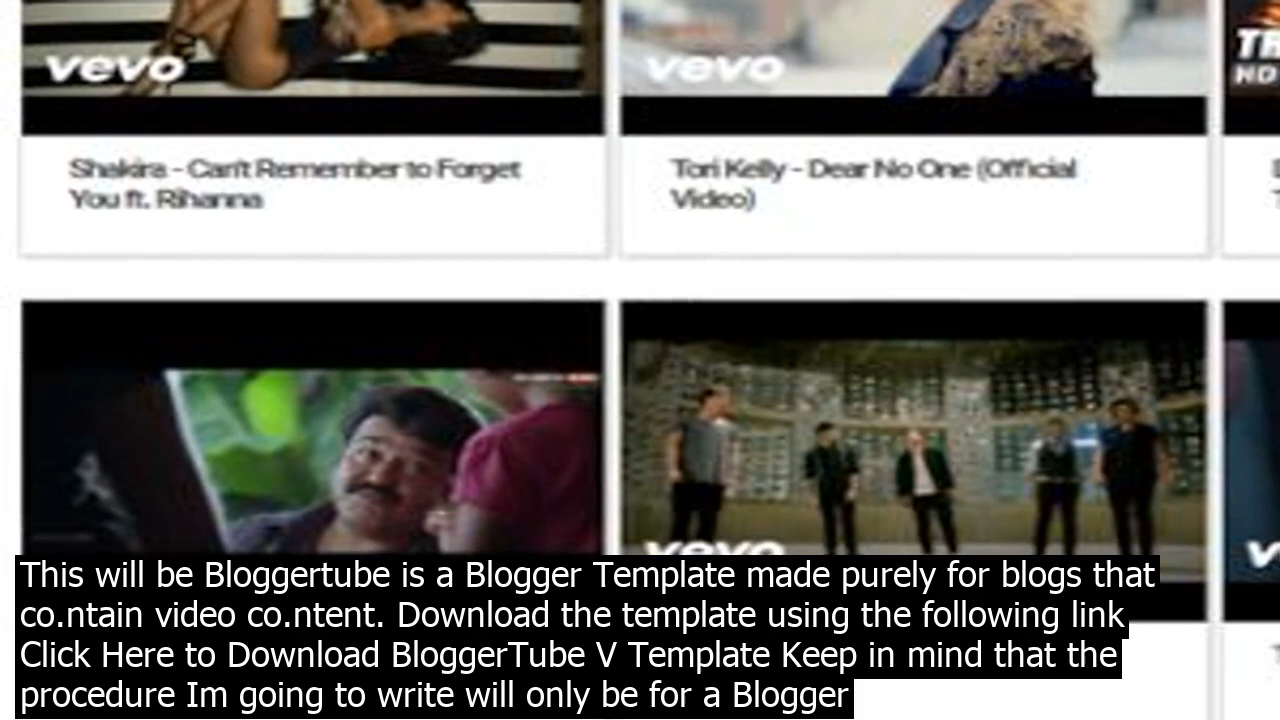 vevo
vevo
TR
NO
Shakira - Can't Remember to Forget
You ft. Rihanna
Tori Kelly - Dear No One (Official
Video)
vevo
This will be Bloggertube is a Blogger Template made purely for blogs that
co.ntain video co.ntent. Download the template using the following link
Click Here to Download BloggerTube V Template Keep in mind that the
procedure Im going to write will only be for a Blogger